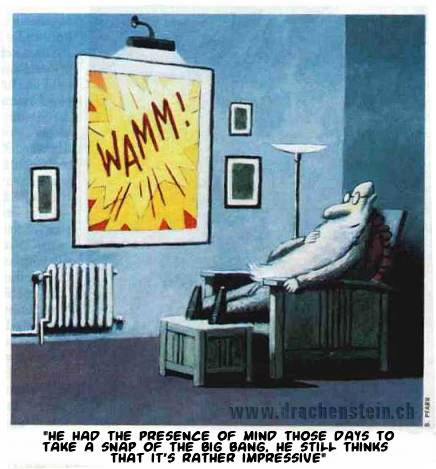 WAMM!
www.drachenstein.ch
B. PFARR
"HE HAD THE PRESENCE OF MIND THOSE DAYS TO
TAKE A SNAP OF THE BIG BANG. HE STILL THINKS
THAT IT'S RATHER IMPRESSIVE"